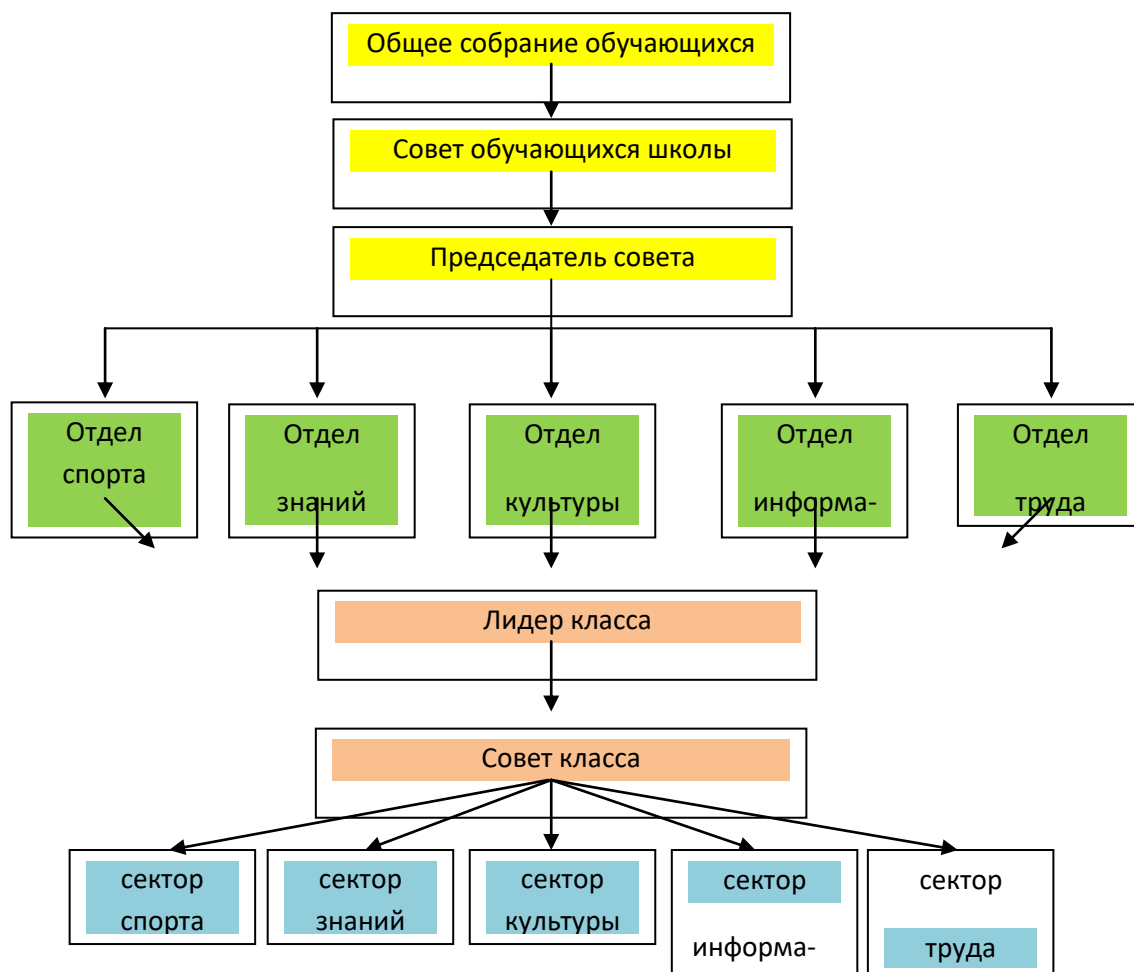 Общее собрание обучающихся
Совет обучающихся школы
Председатель совета
Отдел
спорта
Отдел
знаний
Отдел
культуры
Отдел
информа-
Отдел
труда
Лидер класса
Совет класса
сектор
спорта
сектор
знаний
сектор
культуры
сектор
информа-
сектор
труда